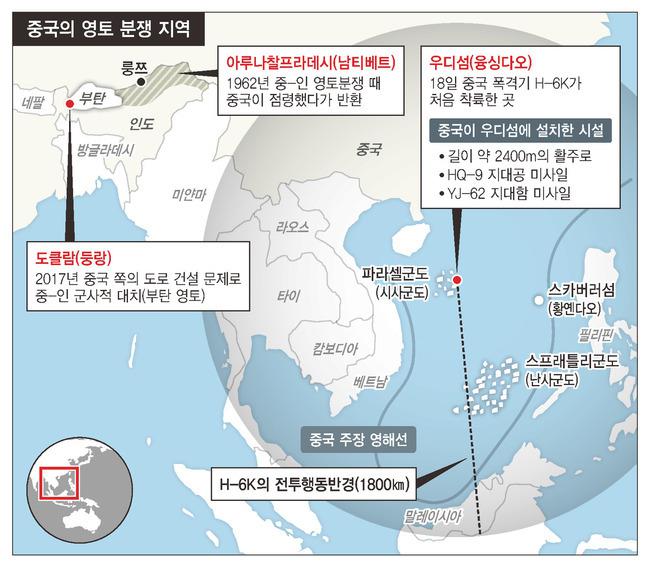 중국의 영토 분쟁 지역
아루나찰프라데시(남티베트)
1962년 중-인 영토분쟁 때
중국이 점령했다가 반환
우디섬(융싱다오)
18일 중국 폭격기 H-6K가
처음 착륙한 곳
중국이 우디섬에 설치한 시설
• 길이 약 2400m의 활주로
• HQ-9 지대공 미사일
• YJ-62 지대함 미사일
룽쯔
네팔
부탄
인도
방글라데시
중국
미얀마
라오스
도클람(둥랑)
2017년 중국 쪽의 도로 건설 문제로
중-인 군사적 대치(부탄 영토)
파라셀군도
(시사군도)
스카버러섬
(황옌다오)
태이
필리핀
캄보디아
베트남
스프래틀리군도
(난사군도)
중국 주장 영해선
H-6K의 전투행동반경(1800㎞)
말레이시아